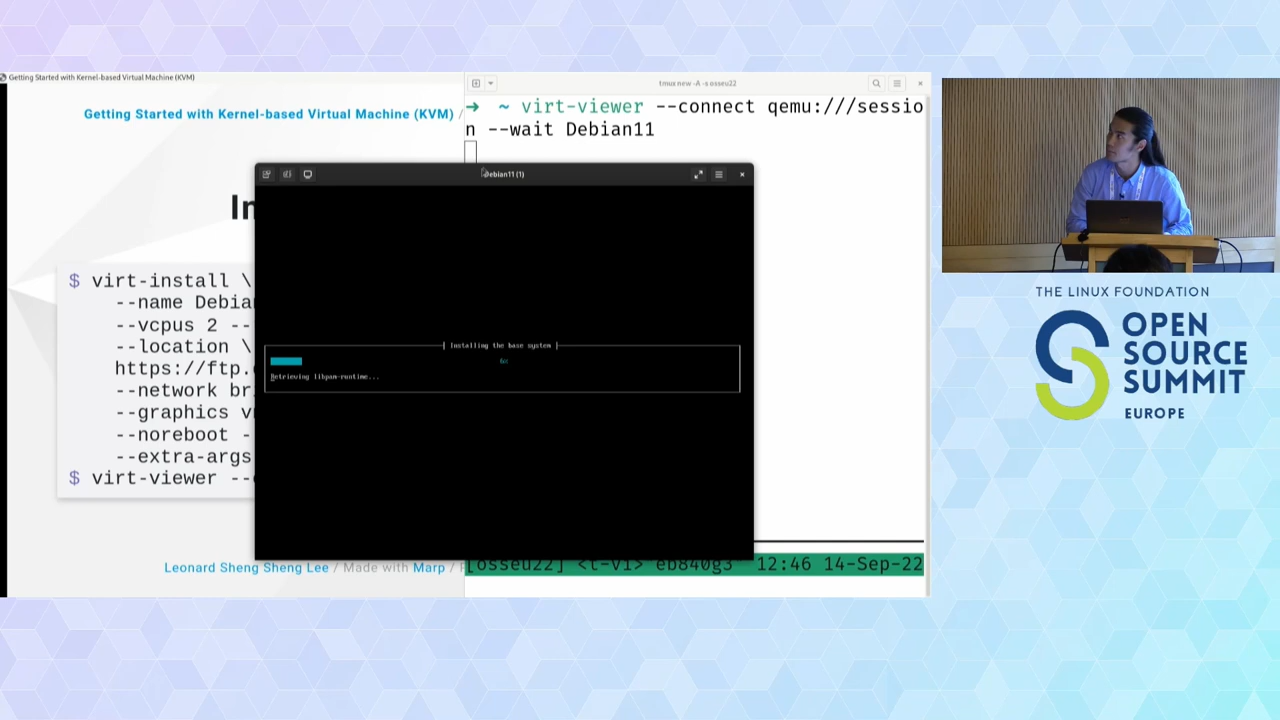 Getting Started with Kernel-based Virtual Machine (KVM)
Getting Started with Kernel-based Virtual Machine (KVM) /
In
$ virt-install \
--name Debia
--vcpus 2 --
--location \
https://ftp.
--network br
--graphics v
--noreboot -
--extra-args
$ virt-viewer --
Leonard Sheng Sheng Lee / Made with Marp /
tmux new -A -s osseu22
→ ~ virt-viewer --connect qemu:///sessio
n --wait Debian11
Debian11 (1)
Installing the base system
Retrieving libpam-runtime...
[osseu22] <t-v1> eb840g3 12:46 14-Sep-22
THE LINUX FOUNDATION
OPEN
SOURCE
SUMMIT
EUROPE